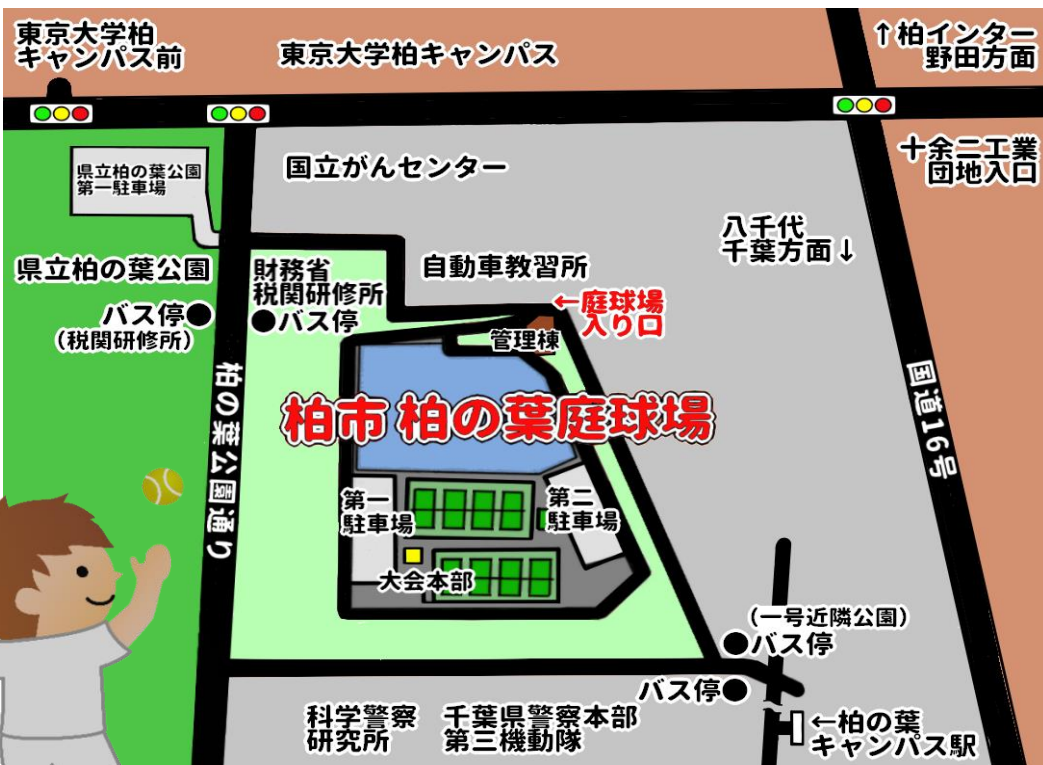 東京大学柏
キャンパス前
東京大学柏キャンパス
↑柏インター
野田方面
国立がんセンター
十余二工業
団地入口
県立柏の葉公園
第一駐車場
八千代
千葉方面↓
県立柏の葉公園
財務省
税関研修所
自動車教習所
バス停●
(税関研修所)
●バス停
←庭球場
入り口
管理棟
柏の葉公園通り
柏市 柏の葉庭球場
国道16号
第一
駐車場
第二
駐車場
大会本部
(一号近隣公園)
●バス停
バス停●
科学警察
研究所
千葉県警察本部
第三機動隊
←柏の葉
キャンパス駅